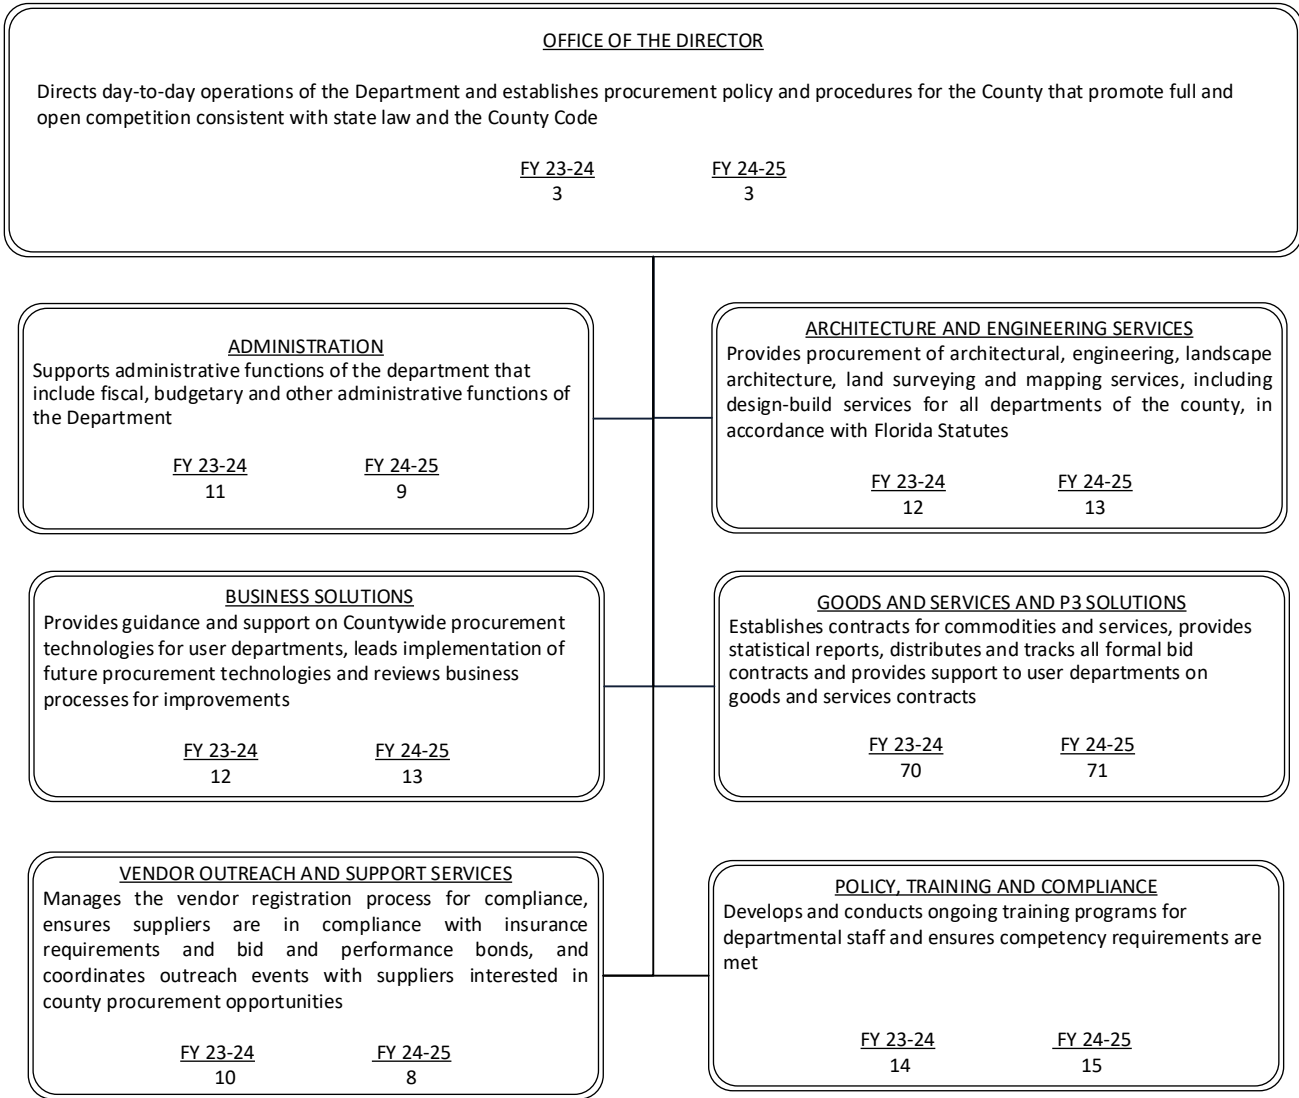 OFFICE OF THE DIRECTOR
Directs day-to-day operations of the Department and establishes procurement policy and procedures for the County that promote full and
open competition consistent with state law and the County Code
FY 23-24 FY 24-25
3 3
ADMINISTRATION
Supports administrative functions of the department that
include fiscal, budgetary and other administrative functions of
the Department
FY 23-24 FY 24-25
11 9
ARCHITECTURE AND ENGINEERING SERVICES
Provides procurement of architectural, engineering, landscape
architecture, land surveying and mapping services, including
design-build services for all departments of the county, in
accordance with Florida Statutes
FY 23-24 FY 24-25
12 13
BUSINESS SOLUTIONS
Provides guidance and support on Countywide procurement
technologies for user departments, leads implementation of
future procurement technologies and reviews business
processes for improvements
FY 23-24 FY 24-25
12 13
GOODS AND SERVICES AND P3 SOLUTIONS
Establishes contracts for commodities and services, provides
statistical reports, distributes and tracks all formal bid
contracts and provides support to user departments on
goods and services contracts
FY 23-24 FY 24-25
70 71
VENDOR OUTREACH AND SUPPORT SERVICES
Manages the vendor registration process for compliance,
ensures suppliers are in compliance with insurance
requirements and bid and performance bonds, and
coordinates outreach events with suppliers interested in
county procurement opportunities
FY 23-24 FY 24-25
10 8
POLICY, TRAINING AND COMPLIANCE
Develops and conducts ongoing training programs for
departmental staff and ensures competency requirements are
met
FY 23-24 FY 24-25
14 15